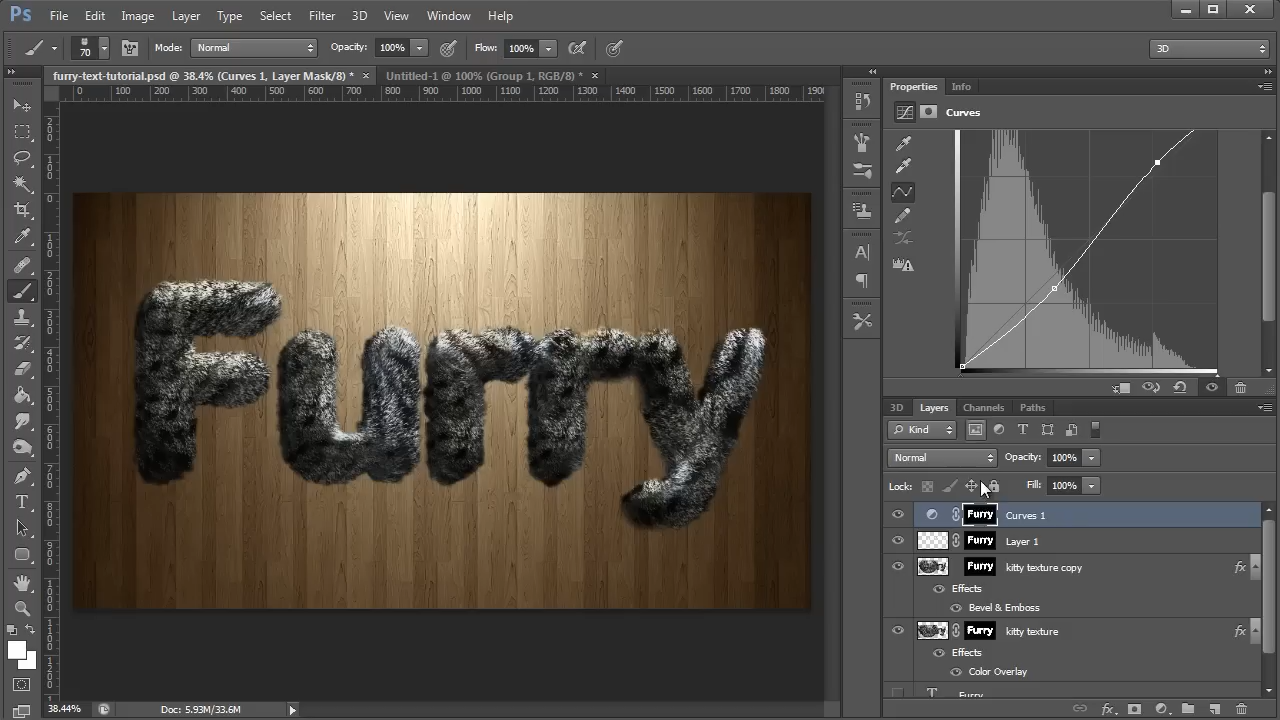 Ps File Edit Image Layer Type Select Filter 3D View Window Help
70 Mode: Normal Opacity: 100% Flow: 100% 3D
furry-text-tutorial.psd @ 38.4% (Curves 1, Layer Mask/8) * × Untitled-1 @ 100% (Group 1, RGB/8) * ×
0 100 200 300 400 500 600 700 800 900 1000 1100 1200 1300 1400 1500 1600 1700 1800 1900
Properties Info
Curves
Furry
3D Layers Channels Paths
Kind
Normal Opacity: 100%
Lock: Fill: 100%
Furry Curves 1
Furry Layer 1
Furry kitty texture copy fx
Effects
Bevel & Emboss
Furry kitty texture fx
Effects
Color Overlay
T Furry
38.44% Doc: 5.93M/33.6M